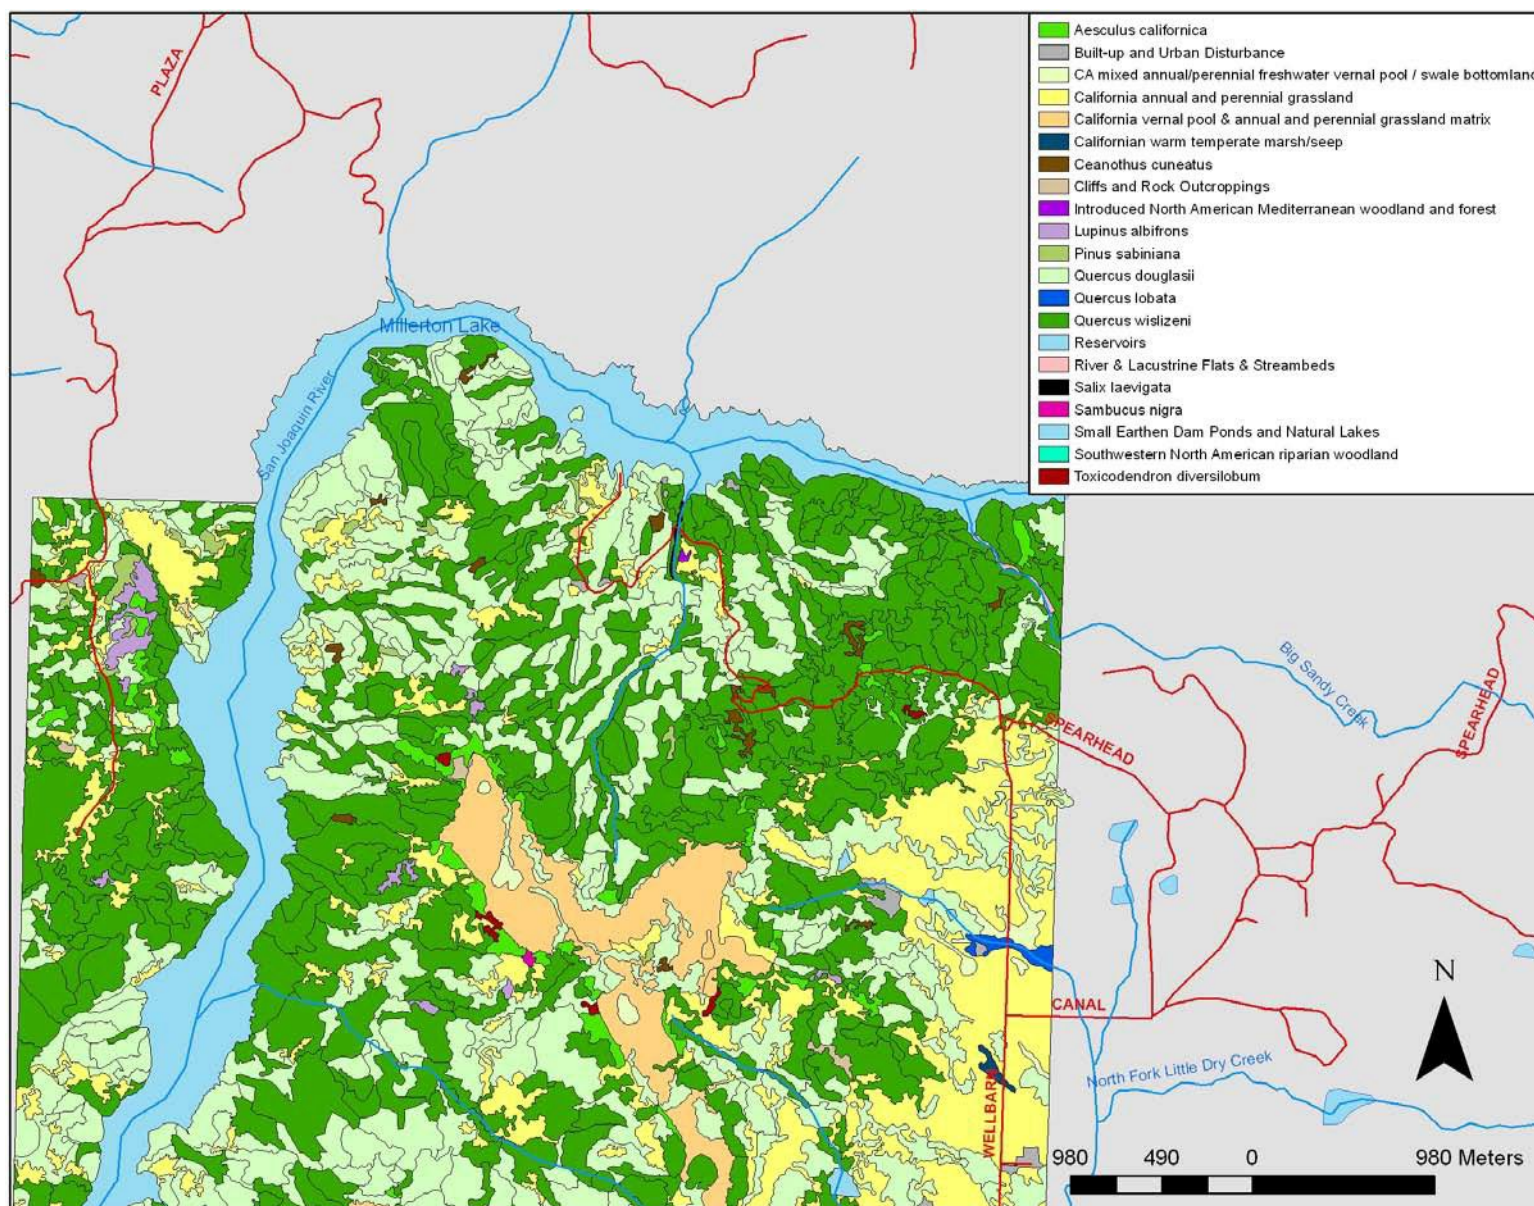 Aesculus californica
Built-up and Urban Disturbance
CA mixed annual/perennial freshwater vernal pool / swale bottomland
California annual and perennial grassland
California vernal pool & annual and perennial grassland matrix
Californian warm temperate marsh/seep
Ceanothus cuneatus
Cliffs and Rock Outcroppings
Introduced North American Mediterranean woodland and forest
Lupinus albifrons
Pinus sabiniana
Quercus douglasii
Quercus lobata
Quercus wislizeni
Reservoirs
River & Lacustrine Flats & Streambeds
Salix laevigata
Sambucus nigra
Small Earthen Dam Ponds and Natural Lakes
Southwestern North American riparian woodland
Toxicodendron diversilobum
PLAZA
Millerton Lake
San Joaquin River
Big Sandy Creek
SPEARHEAD
SPEARHEAD
CANAL
WELLBARN
North Fork Little Dry Creek
N
980 490 0 980 Meters